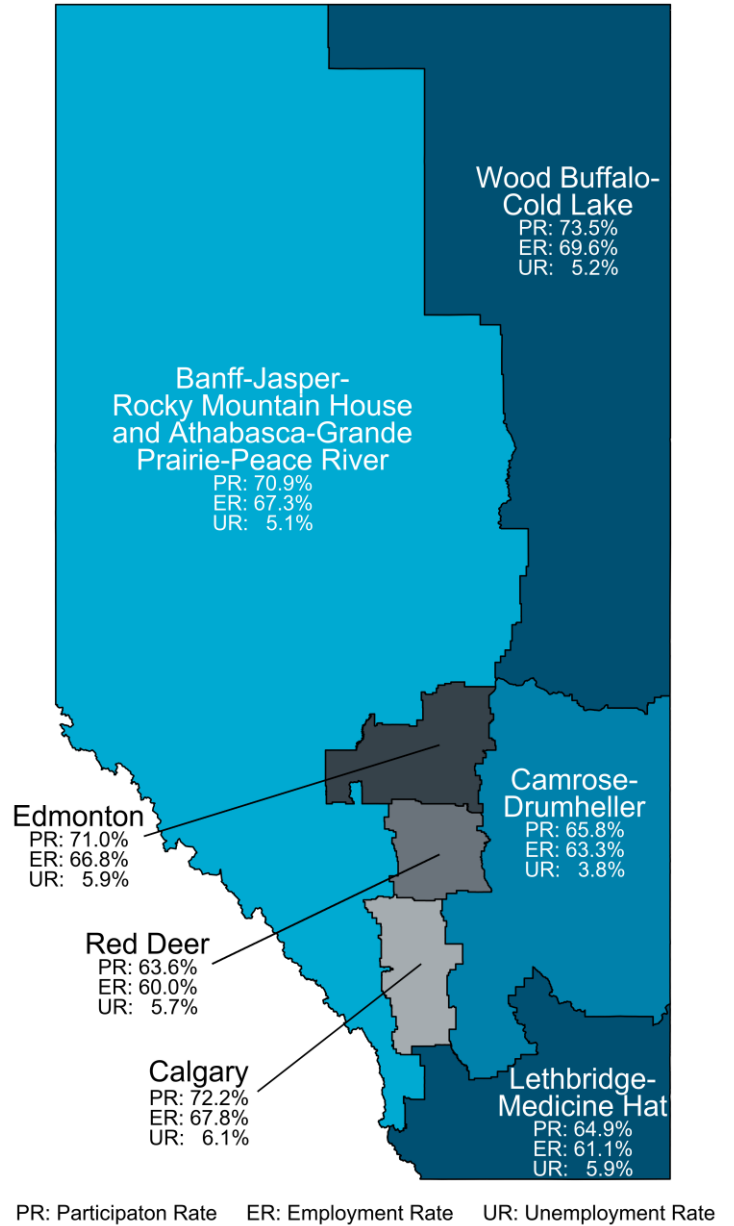 Wood Buffalo-
Cold Lake
PR: 73.5%
ER: 69.6%
UR: 5.2%
Banff-Jasper-
Rocky Mountain House
and Athabasca-Grande
Prairie-Peace River
PR: 70.9%
ER: 67.3%
UR: 5.1%
Edmonton
PR: 71.0%
ER: 66.8%
UR: 5.9%
Camrose-
Drumheller
PR: 65.8%
ER: 63.3%
UR: 3.8%
Red Deer
PR: 63.6%
ER: 60.0%
UR: 5.7%
Calgary
PR: 72.2%
ER: 67.8%
UR: 6.1%
Lethbridge-
Medicine Hat
PR: 64.9%
ER: 61.1%
UR: 5.9%
PR: Participaton Rate ER: Employment Rate UR: Unemployment Rate